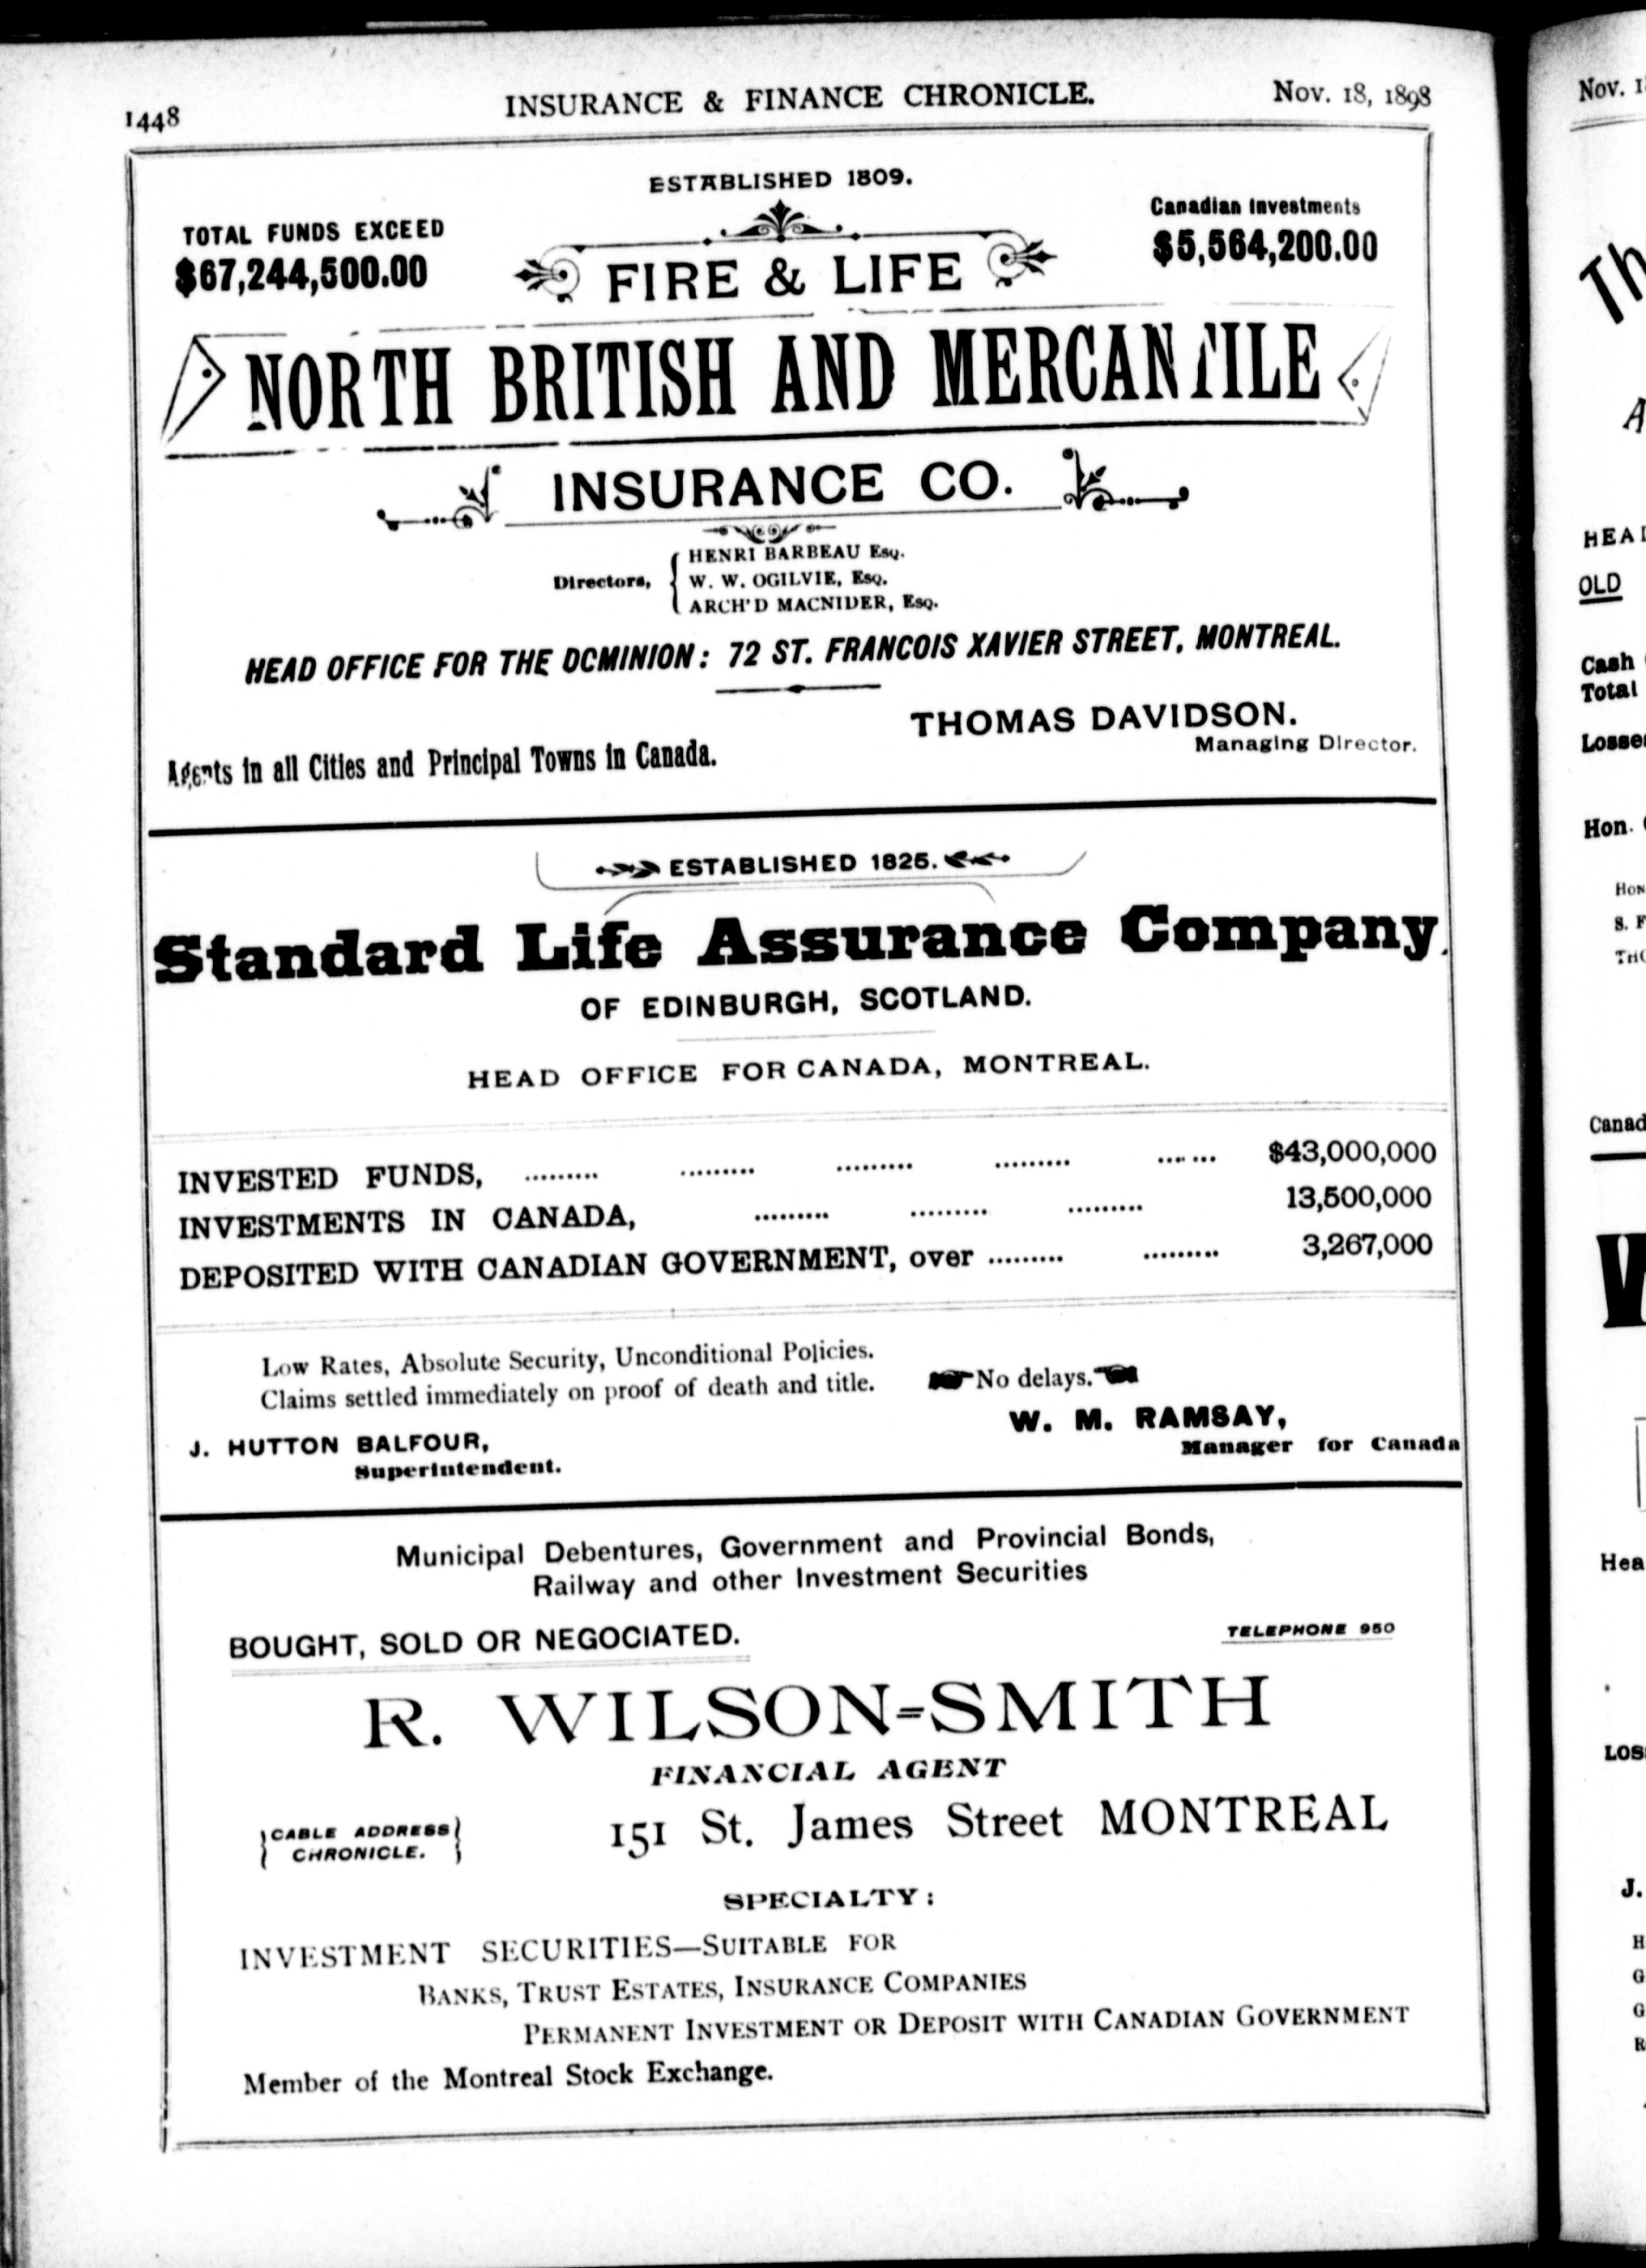 1448
INSURANCE & FINANCE CHRONICLE.
Nov. 18, 1898
ESTABLISHED 1809.
TOTAL FUNDS EXCEED
$67,244,500.00
Canadian Investments
$5,564,200.00
FIRE & LIFE
NORTH BRITISH AND MERCANTILE
INSURANCE CO.
Directors,
HENRI BARBEAU Esq.
W. W. OGILVIE, Esq.
ARCH'D MACNIDER, Esq.
HEAD OFFICE FOR THE DOMINION: 72 ST. FRANCOIS XAVIER STREET, MONTREAL.
THOMAS DAVIDSON.
Managing Director.
Agents in all Cities and Principal Towns in Canada.
ESTABLISHED 1825.
Standard Life Assurance Company.
OF EDINBURGH, SCOTLAND.
HEAD OFFICE FOR CANADA, MONTREAL.
INVESTED FUNDS, ......... ......... ......... ......... ....... $43,000,000
INVESTMENTS IN CANADA, ......... ......... ......... 13,500,000
DEPOSITED WITH CANADIAN GOVERNMENT, over ......... ......... 3,267,000
Low Rates, Absolute Security, Unconditional Policies.
Claims settled immediately on proof of death and title. No delays.
W. M. RAMSAY,
Manager for Canada
J. HUTTON BALFOUR,
Superintendent.
Municipal Debentures, Government and Provincial Bonds,
Railway and other Investment Securities
BOUGHT, SOLD OR NEGOCIATED.
TELEPHONE 950
R. WILSON-SMITH
FINANCIAL AGENT
CABLE ADDRESS
CHRONICLE.
151 St. James Street MONTREAL
SPECIALTY:
INVESTMENT SECURITIES—SUITABLE FOR
BANKS, TRUST ESTATES, INSURANCE COMPANIES
PERMANENT INVESTMENT OR DEPOSIT WITH CANADIAN GOVERNMENT
Member of the Montreal Stock Exchange.
Nov.
OLD
Cash
Total
Hon.